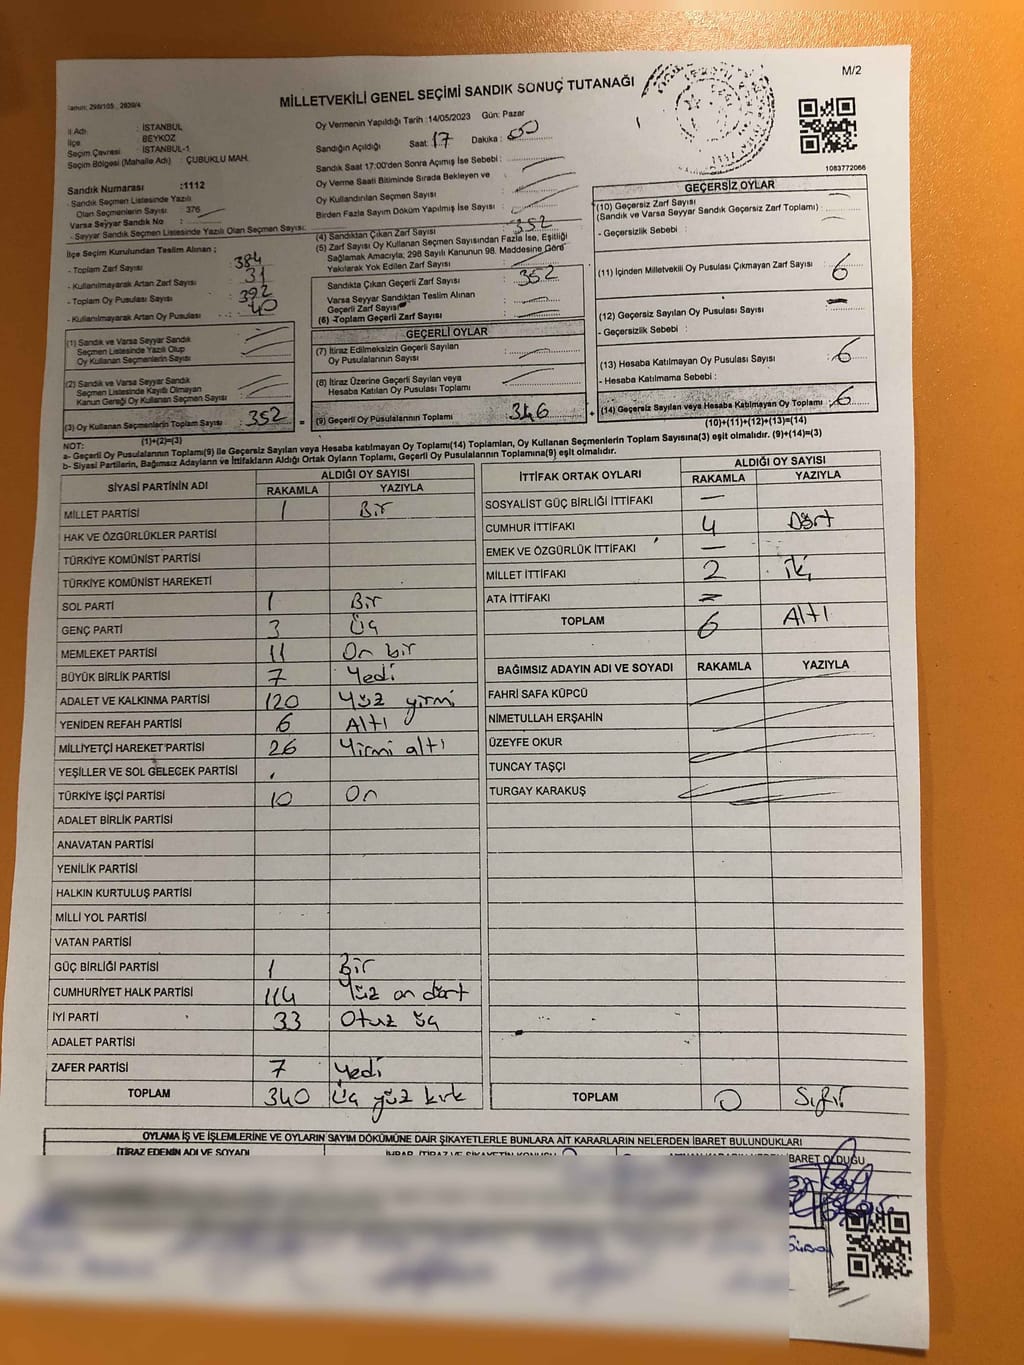 M/2
MİLLETVEKİLİ GENEL SEÇİMİ SANDIK SONUÇ TUTANAĞI
Kanun: 298/105 2839/4
İl Adı : İSTANBUL
İlçe : BEYKOZ
Seçim Çevresi : İSTANBUL-1
Seçim Bölgesi (Mahalle Adı) : ÇUBUKLU MAH.
Oy Vermenin Yapıldığı Tarih :14/05/2023 Gün: Pazar
Sandığın Açıldığı Saat: 17 Dakika:
Sandık Saat 17:00'den Sonra Açımış İse Sebebi :
Oy Verme Saati Bitiminde Sırada Bekleyen ve
Oy Kullandırılan Seçmen Sayısı
Birden Fazla Sayım Döküm Yapılmış İse Sayısı :
1083772066
Sandık Numarası :1112
- Sandık Seçmen Listesinde Yazılı
Olan Seçmenlerin Sayısı : 376
Varsa Seyyar Sandık No :
- Seyyar Sandık Seçmen Listesinde Yazılı Olan Seçmen Sayısı:
İlçe Seçim Kurulundan Teslim Alınan ;
- Toplam Zarf Sayısı : 384
- Kullanılmayarak Artan Zarf Sayısı : 31
- Toplam Oy Pusulası Sayısı : 392
- Kullanılmayarak Artan Oy Pusulası : 40
(1) Sandık ve Varsa Seyyar Sandık
Seçmen Listesinde Yazılı Olup
Oy Kullanan Seçmenlerin Sayısı
(2) Sandık ve Varsa Seyyar Sandık
Seçmen Listesinde Kayıtlı Olmayan
Kanun Gereği Oy Kullanan Seçmen Sayısı
(3) Oy Kullanan Seçmenlerin Toplam Sayısı : 352
(1)+(2)=(3)
(4) Sandıktan Çıkan Zarf Sayısı : 352
(5) Zarf Sayısı Oy Kullanan Seçmen Sayısından Fazla İse, Eşitliği
Sağlamak Amacıyla, 298 Sayılı Kanunun 98. Maddesine Göre
Yakılarak Yok Edilen Zarf Sayısı
Sandıkta Çıkan Geçerli Zarf Sayısı : 352
Varsa Seyyar Sandıktan Teslim Alınan
Geçerli Zarf Sayısı
(6) Toplam Geçerli Zarf Sayısı
GEÇERLİ OYLAR
(7) İtiraz Edilmeksizin Geçerli Sayılan
Oy Pusulalarının Sayısı
(8) İtiraz Üzerine Geçerli Sayılan veya
Hesaba Katılan Oy Pusulası Toplamı
(9) Geçerli Oy Pusulalarının Toplamı 346
GEÇERSİZ OYLAR
(10) Geçersiz Zarf Sayısı
(Sandık ve Varsa Seyyar Sandık Geçersiz Zarf Toplamı) :
- Geçersizlik Sebebi :
(11) İçinden Milletvekili Oy Pusulası Çıkmayan Zarf Sayısı : 6
(12) Geçersiz Sayılan Oy Pusulası Sayısı : –
- Geçersizlik Sebebi :
(13) Hesaba Katılmayan Oy Pusulası Sayısı : 6
- Hesaba Katılmama Sebebi :
(14) Geçersiz Sayılan veya Hesaba Katılmayan Oy Toplamı : 6
(10)+(11)+(12)+(13)=(14)
NOT:
a- Geçerli Oy Pusulalarının Toplamı(9) ile Geçersiz Sayılan veya Hesaba katılmayan Oy Toplamı(14) Toplamları, Oy Kullanan Seçmenlerin Toplam Sayısına(3) eşit olmalıdır. (9)+(14)=(3)
b- Siyasi Partilerin, Bağımsız Adayların ve İttifakların Aldığı Ortak Oyların Toplamı, Geçerli Oy Pusulalarının Toplamına(9) eşit olmalıdır.
SİYASİ PARTİNİN ADI ALDIĞI OY SAYISI
RAKAMLA YAZIYLA
MİLLET PARTİSİ 1 Bir
HAK VE ÖZGÜRLÜKLER PARTİSİ
TÜRKİYE KOMÜNİST PARTİSİ
TÜRKİYE KOMÜNİST HAREKETİ
SOL PARTİ 1 Bir
GENÇ PARTİ 3 Üç
MEMLEKET PARTİSİ 11 On bir
BÜYÜK BİRLİK PARTİSİ 7 Yedi
ADALET VE KALKINMA PARTİSİ 120 Yüz yirmi
YENİDEN REFAH PARTİSİ 6 Altı
MİLLİYETÇİ HAREKET PARTİSİ 26 Yirmi altı
YEŞİLLER VE SOL GELECEK PARTİSİ
TÜRKİYE İŞÇİ PARTİSİ 10 On
ADALET BİRLİK PARTİSİ
ANAVATAN PARTİSİ
YENİLİK PARTİSİ
HALKIN KURTULUŞ PARTİSİ
MİLLİ YOL PARTİSİ
VATAN PARTİSİ
GÜÇ BİRLİĞİ PARTİSİ 1 Bir
CUMHURİYET HALK PARTİSİ 114 Yüz on dört
İYİ PARTİ 33 Otuz üç
ADALET PARTİSİ
ZAFER PARTİSİ 7 Yedi
TOPLAM 340 Üç yüz kırk
İTTİFAK ORTAK OYLARI ALDIĞI OY SAYISI
RAKAMLA YAZIYLA
SOSYALİST GÜÇ BİRLİĞİ İTTİFAKI —
CUMHUR İTTİFAKI 4 Dört
EMEK VE ÖZGÜRLÜK İTTİFAKI —
MİLLET İTTİFAKI 2 iki
ATA İTTİFAKI =
TOPLAM 6 Altı
BAĞIMSIZ ADAYIN ADI VE SOYADI RAKAMLA YAZIYLA
FAHRİ SAFA KÜPCÜ
NİMETULLAH ERŞAHİN
ÜZEYFE OKUR
TUNCAY TAŞÇI
TURGAY KARAKUŞ
TOPLAM 0 Sıfır
OYLAMA İŞ VE İŞLEMLERİNE VE OYLARIN SAYIM DÖKÜMÜNE DAİR ŞİKAYETLERLE BUNLARA AİT KARARLARIN NELERDEN İBARET BULUNDUKLARI
İTİRAZ EDENİN ADI VE SOYADI
İBARET OLDUĞU